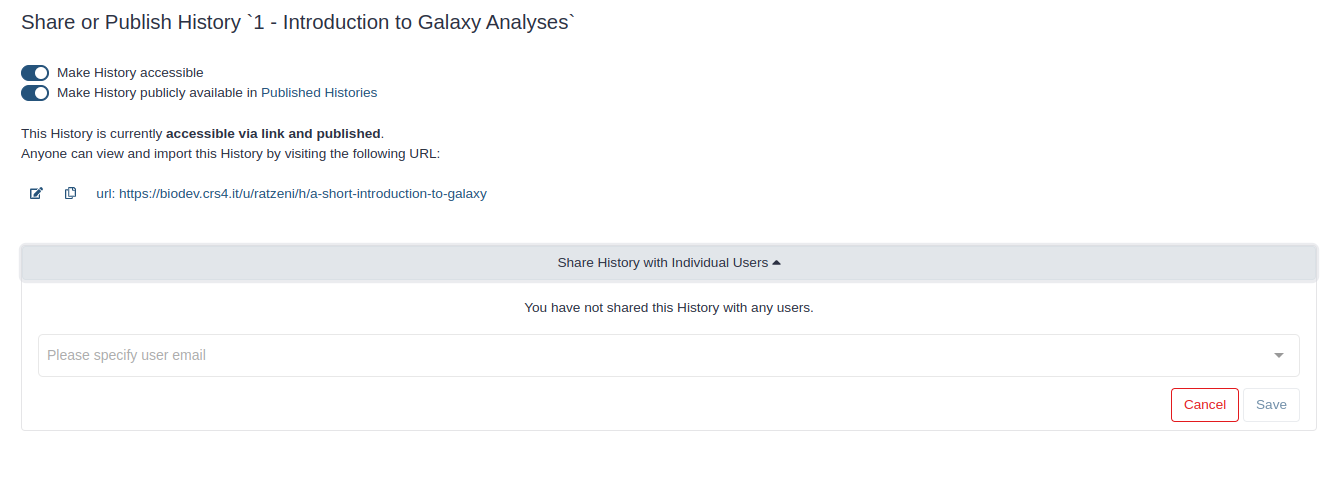 Share or Publish History `1 - Introduction to Galaxy Analyses`
Make History accessible
Make History publicly available in Published Histories
This History is currently accessible via link and published.
Anyone can view and import this History by visiting the following URL:
url: https://biodev.crs4.it/u/ratzeni/h/a-short-introduction-to-galaxy
Share History with Individual Users
You have not shared this History with any users.
Please specify user email
Cancel Save